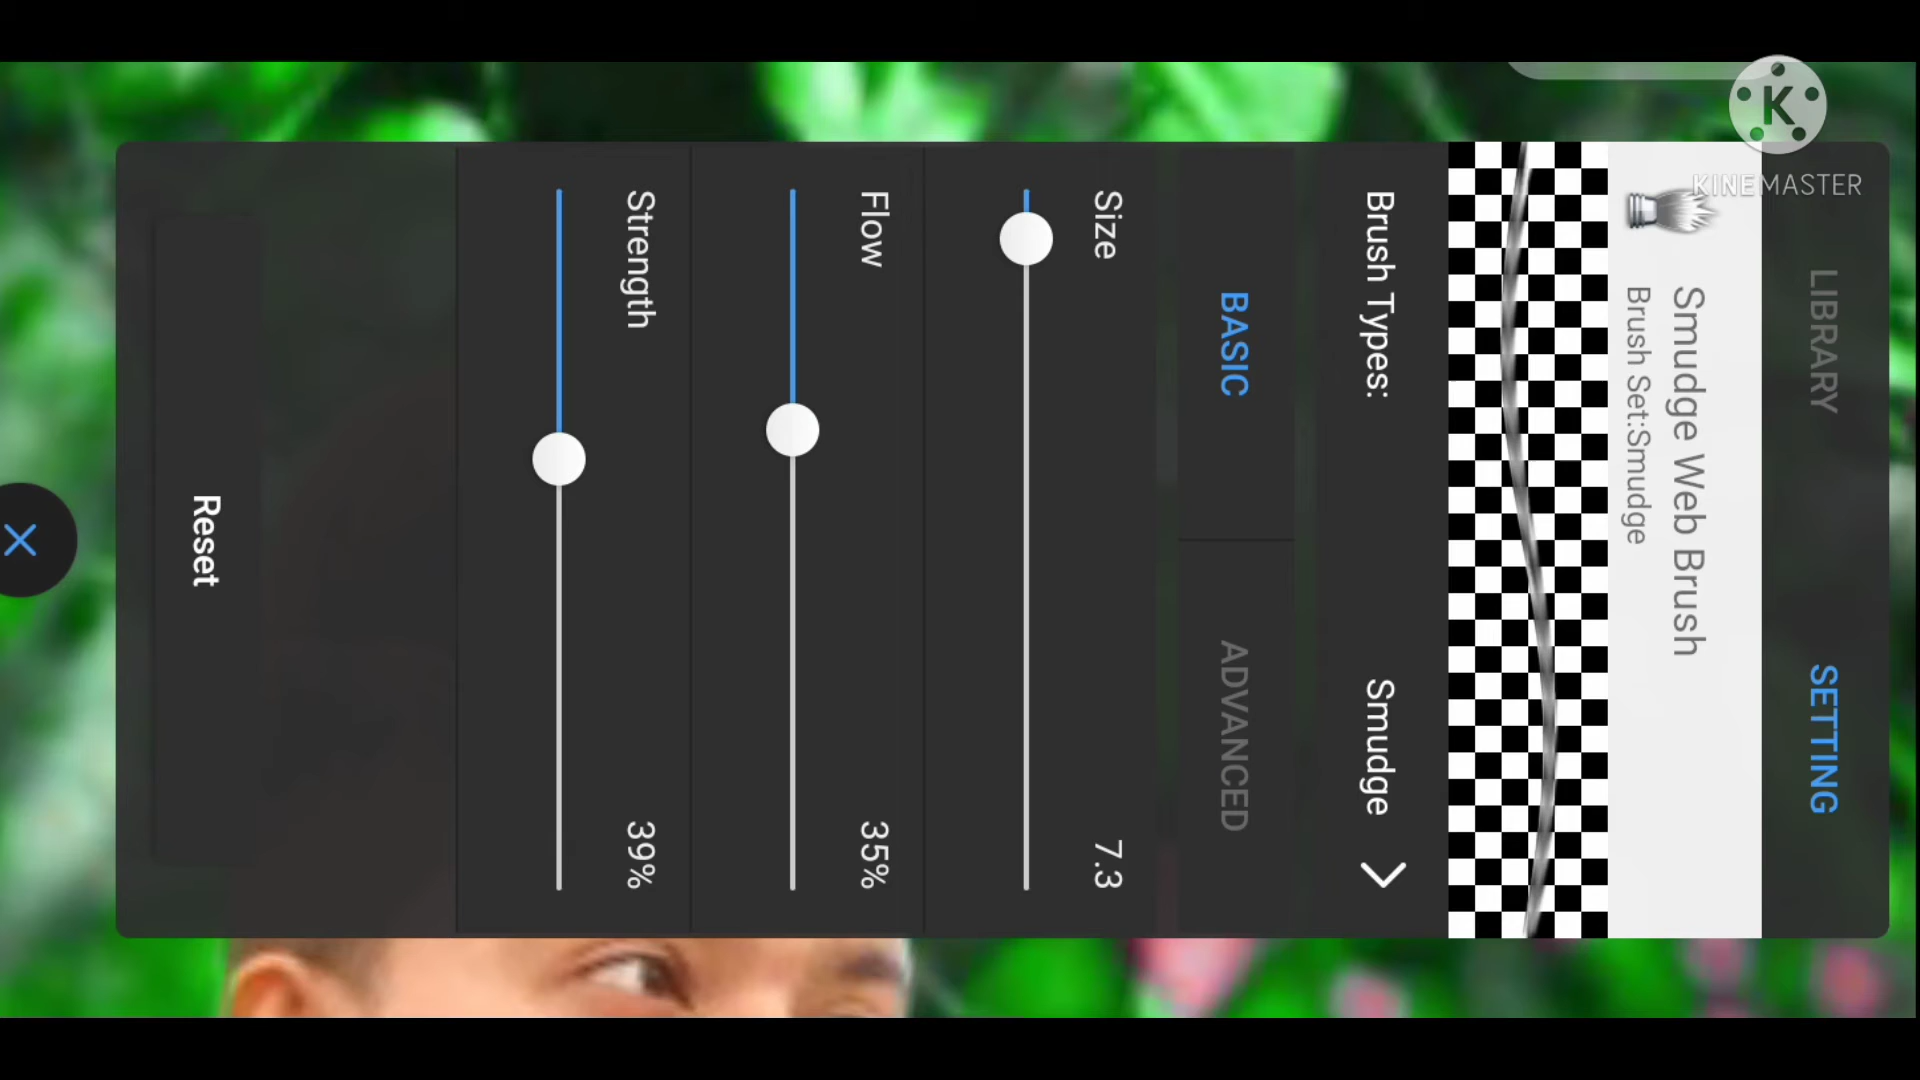 LIBRARY SETTING
Smudge Web Brush
Brush Set:Smudge
Brush Types: Smudge
BASIC ADVANCED
Size 7.3
Flow 35%
Strength 39%
Reset
K
KINEMASTER